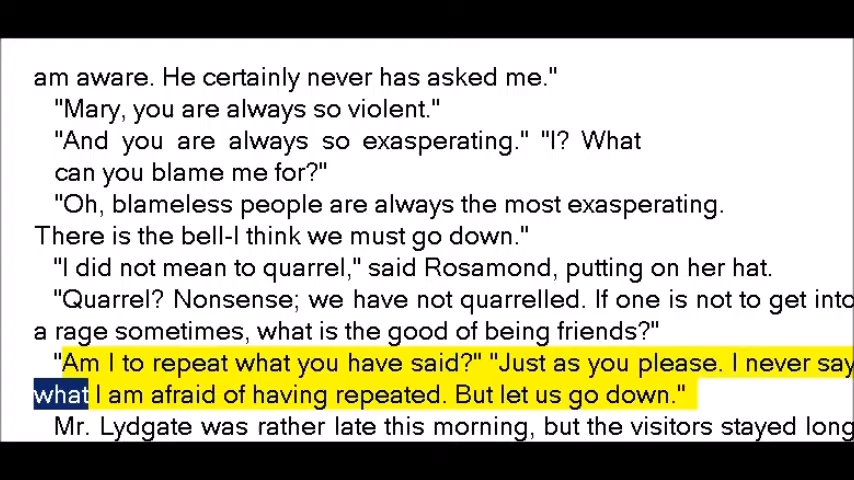 am aware. He certainly never has asked me."
"Mary, you are always so violent."
"And you are always so exasperating." "I? What
can you blame me for?"
"Oh, blameless people are always the most exasperating.
There is the bell-I think we must go down."
"I did not mean to quarrel," said Rosamond, putting on her hat.
"Quarrel? Nonsense; we have not quarrelled. If one is not to get into
a rage sometimes, what is the good of being friends?"
"Am I to repeat what you have said?" "Just as you please. I never say
what I am afraid of having repeated. But let us go down."
Mr. Lydgate was rather late this morning, but the visitors stayed long